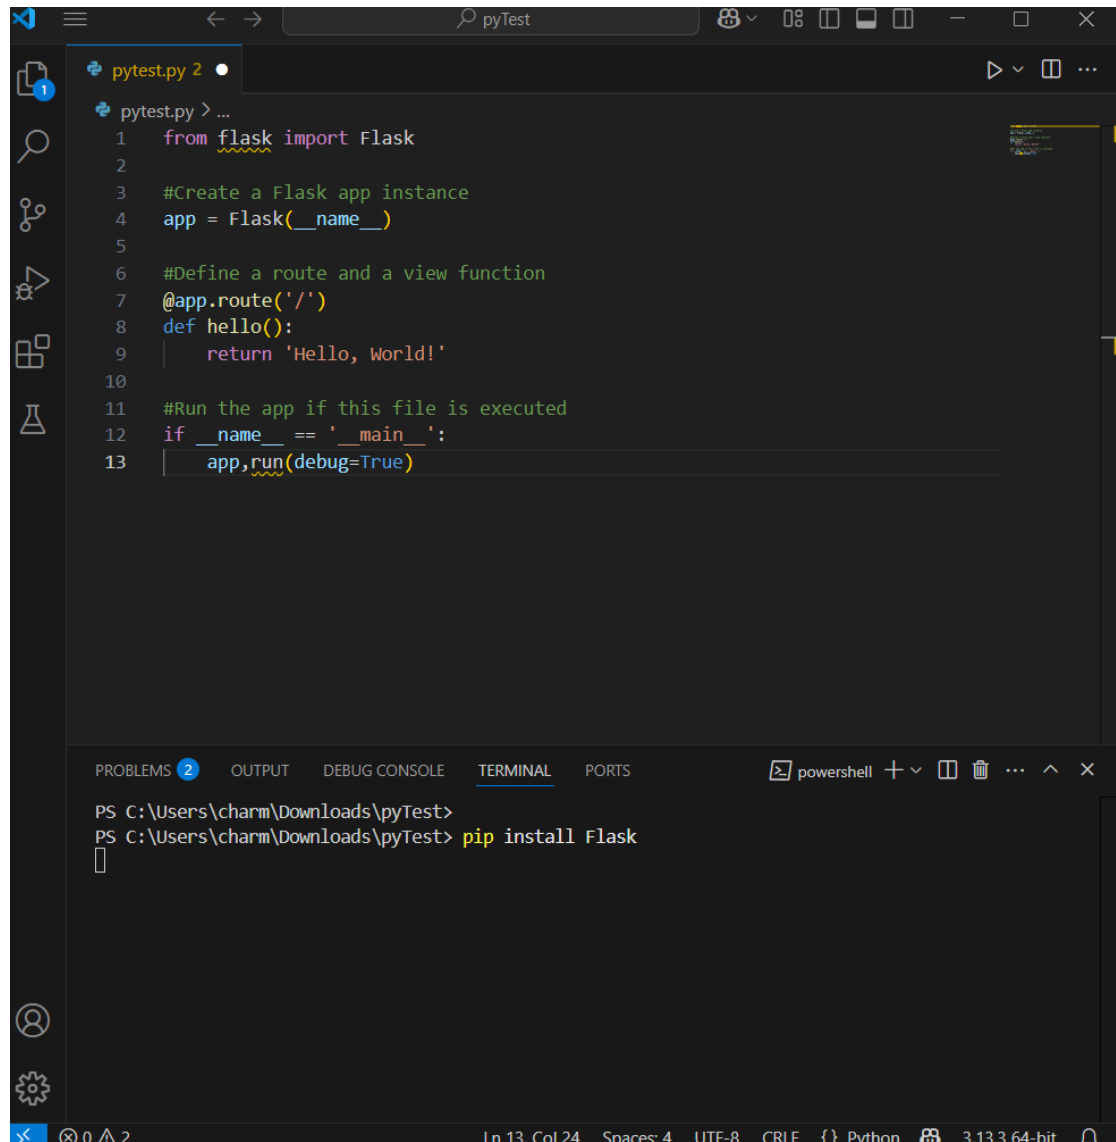 pyTest
pytest.py 2
pytest.py > ...
1 from flask import Flask
2
3 #Create a Flask app instance
4 app = Flask(__name__)
5
6 #Define a route and a view function
7 @app.route('/')
8 def hello():
9     return 'Hello, World!'
10
11 #Run the app if this file is executed
12 if __name__ == '__main__':
13     app,run(debug=True)
1
PROBLEMS 2 OUTPUT DEBUG CONSOLE TERMINAL PORTS powershell
PS C:\Users\charm\Downloads\pyTest>
PS C:\Users\charm\Downloads\pyTest> pip install Flask
0 2 Ln 13, Col 24 Spaces: 4 UTF-8 CRLF {} Python 3.13.3 64-bit